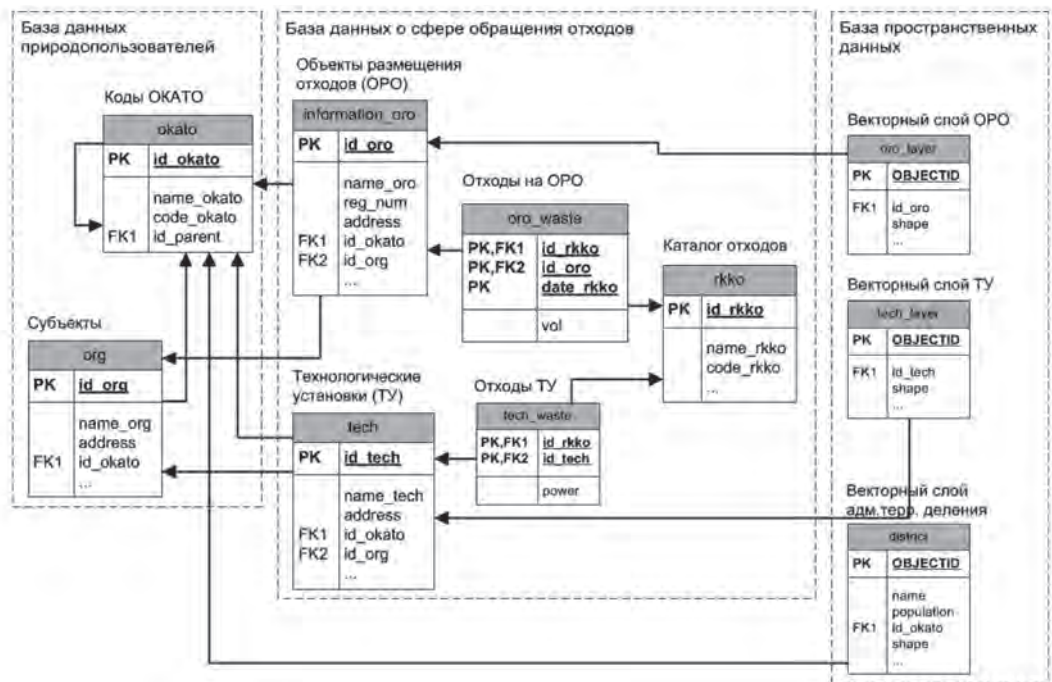 База данных
природопользователей
Коды ОКАТО
okato
PK id_okato
name_okato
code_okato
FK1 id_parent
Субъекты
org
PK id_org
name_org
address
FK1 id_okato
...
База данных о сфере обращения отходов
Объекты размещения
отходов (ОРО)
information_oro
PK id_oro
name_oro
reg_num
address
FK1 id_okato
FK2 id_org
...
Отходы на ОРО
oro_waste
PK,FK1 id_rkko
PK,FK2 id_oro
PK date_rkko
vol
Каталог отходов
rkko
PK id_rkko
name_rkko
code_rkko
...
Технологические
установки (ТУ)
tech
PK id_tech
name_tech
address
FK1 id_okato
FK2 id_org
...
Отходы ТУ
tech_waste
PK,FK1 id_rkko
PK,FK2 id_tech
power
База пространственных
данных
Векторный слой ОРО
oro_layer
PK OBJECTID
FK1 id_oro
shape
...
Векторный слой ТУ
tech_layer
PK OBJECTID
FK1 id_tech
shape
...
Векторный слой
адм.терр. деления
district
PK OBJECTID
name
population
FK1 id_okato
shape
...